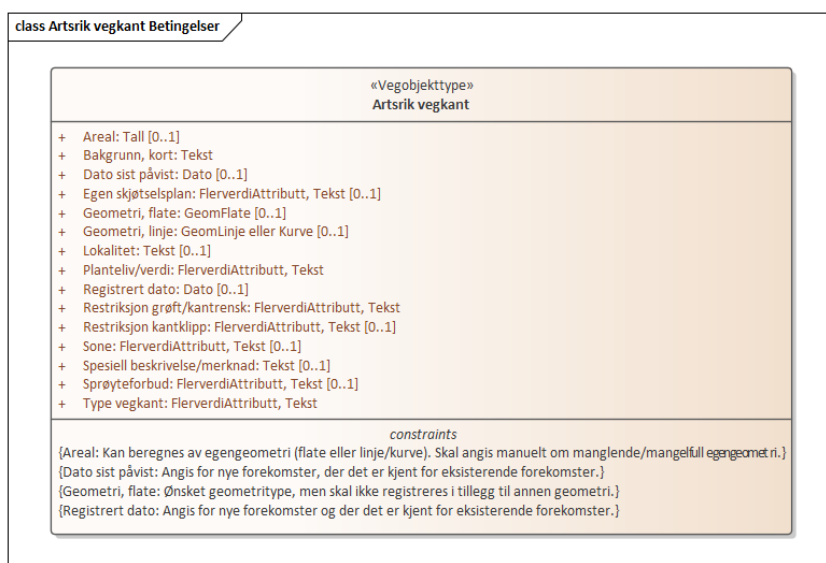 class Artsrik vegkant Betingelser
«Vegobjekttype»
Artsrik vegkant
+ Areal: Tall [0..1]
+ Bakgrunn, kort: Tekst
+ Dato sist påvist: Dato [0..1]
+ Egen skjøtselsplan: FlerverdiAttributt, Tekst [0..1]
+ Geometri, flate: GeomFlate [0..1]
+ Geometri, linje: GeomLinje eller Kurve [0..1]
+ Lokalitet: Tekst [0..1]
+ Planteliv/verdi: FlerverdiAttributt, Tekst
+ Registrert dato: Dato [0..1]
+ Restriksjon grøft/kantrensk: FlerverdiAttributt, Tekst
+ Restriksjon kantklipp: FlerverdiAttributt, Tekst [0..1]
+ Sone: FlerverdiAttributt, Tekst [0..1]
+ Spesiell beskrivelse/merknad: Tekst [0..1]
+ Sprøyteforbud: FlerverdiAttributt, Tekst [0..1]
+ Type vegkant: FlerverdiAttributt, Tekst
constraints
{Areal: Kan beregnes av egengeometri (flate eller linje/kurve). Skal angis manuelt om manglende/mangelfull egengeometri.}
{Dato sist påvist: Angis for nye forekomster, der det er kjent for eksisterende forekomster.}
{Geometri, flate: Ønsket geometritype, men skal ikke registreres i tillegg til annen geometri.}
{Registrert dato: Angis for nye forekomster og der det er kjent for eksisterende forekomster.}